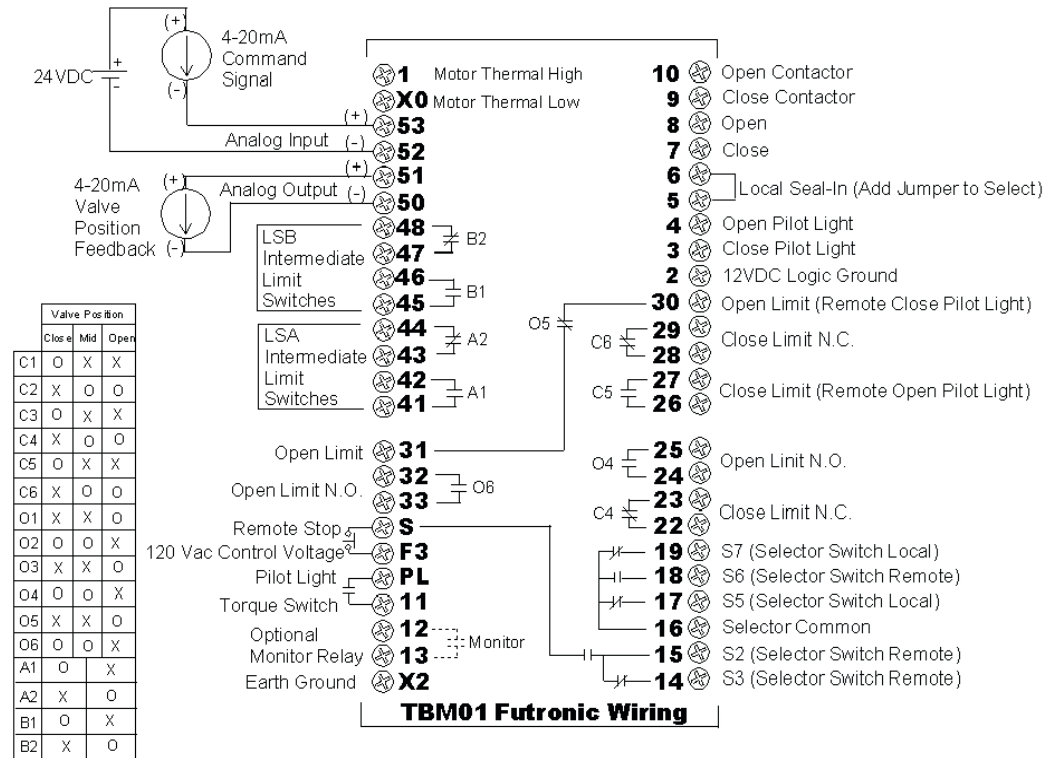 (+)
4-20mA
Command
Signal
(-)
+
24VDC
-
1 Motor Thermal High
X0 Motor Thermal Low
(+) 53
Analog Input (-) 52
(+) 51
Analog Output (-) 50
4-20mA (+)
Valve
Position
Feedback (-)
48
47
B2
LSB
Intermediate
Limit
Switches
46
45
B1
44
43
A2
LSA
Intermediate
Limit
Switches
42
41
A1
Open Limit 31
O5
32
Open Limit N.O. O6
33
Remote Stop S
120 Vac Control Voltage F3
Pilot Light PL
Torque Switch 11
Optional 12
Monitor Relay 13
Monitor
Earth Ground X2
10 Open Contactor
9 Close Contactor
8 Open
7 Close
6
5
Local Seal-In (Add Jumper to Select)
4 Open Pilot Light
3 Close Pilot Light
2 12VDC Logic Ground
30 Open Limit (Remote Close Pilot Light)
29
C6 Close Limit N.C.
28
27
C5 Close Limit (Remote Open Pilot Light)
26
25
O4 Open Linit N.O.
24
23
C4 Close Limit N.C.
22
19 S7 (Selector Switch Local)
18 S6 (Selector Switch Remote)
17 S5 (Selector Switch Local)
16 Selector Common
15 S2 (Selector Switch Remote)
14 S3 (Selector Switch Remote)
TBM01 Futronic Wiring
Valve Position
Close Mid Open
C1 O X X
C2 X O O
C3 O X X
C4 X O O
C5 O X X
C6 X O O
O1 X X O
O2 O O X
O3 X X O
O4 O O X
O5 X X O
O6 O O X
A1 O X
A2 X O
B1 O X
B2 X O